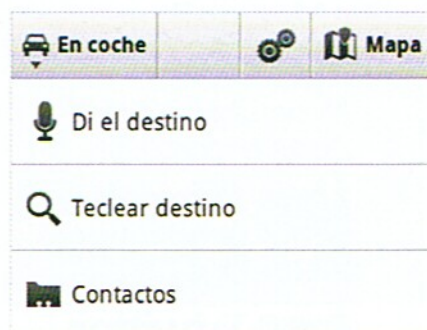 En coche Mapa
Di el destino
Teclear destino
Contactos